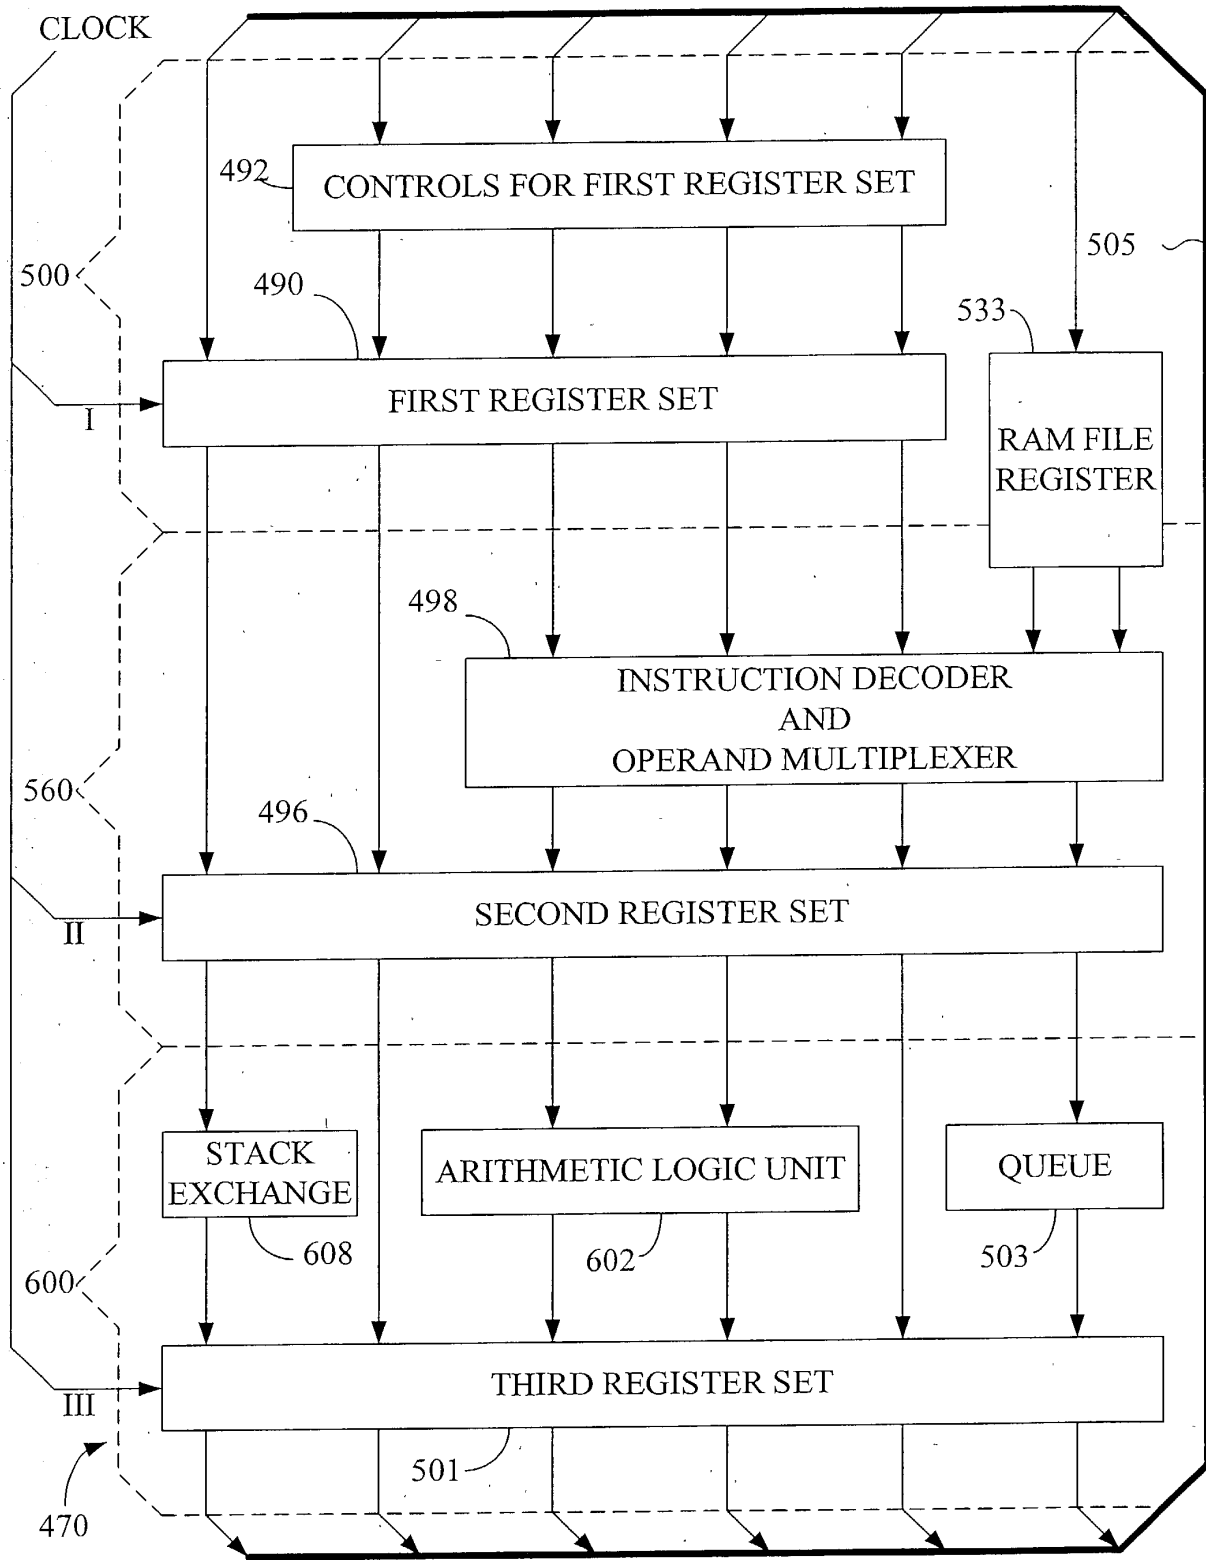 CLOCK
492
CONTROLS FOR FIRST REGISTER SET
505
500
490
533
FIRST REGISTER SET
I
RAM FILE
REGISTER
498
INSTRUCTION DECODER
AND
OPERAND MULTIPLEXER
560
496
SECOND REGISTER SET
II
STACK
EXCHANGE
ARITHMETIC LOGIC UNIT
QUEUE
608
602
503
600
THIRD REGISTER SET
III
501
470